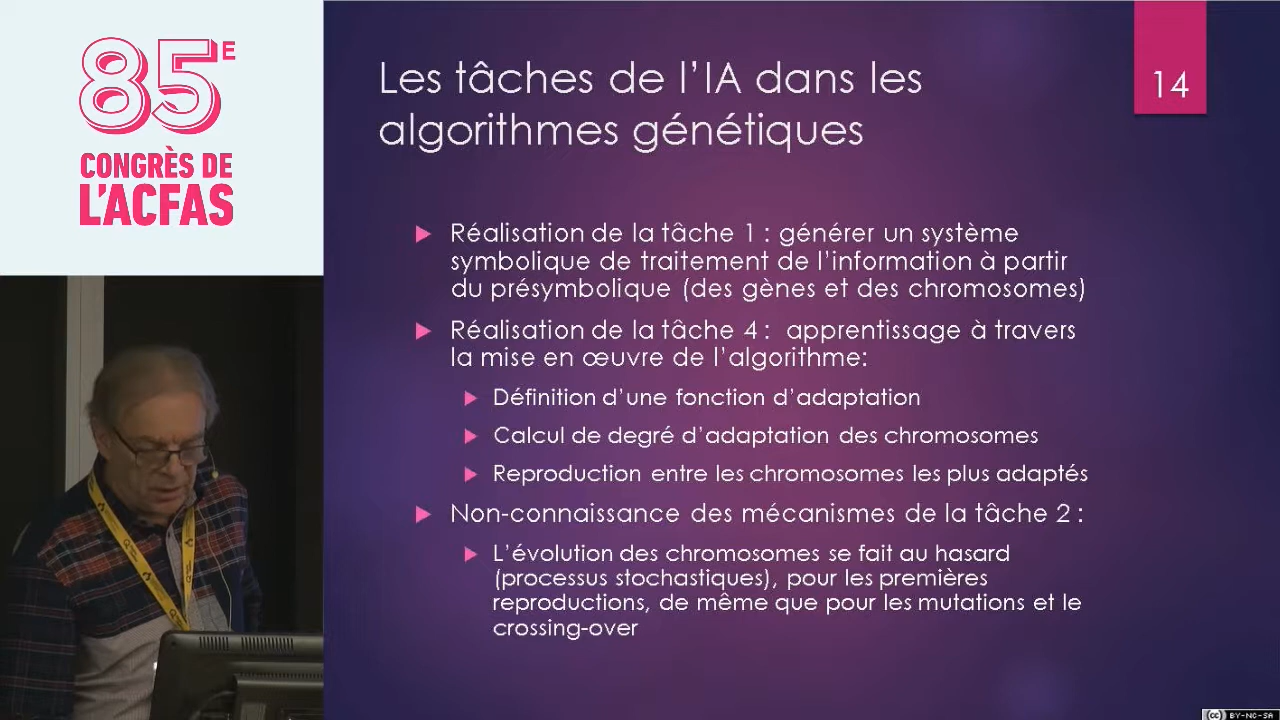 85E
CONGRÈS DE
L'ACFAS
14
Les tâches de l'IA dans les
algorithmes génétiques
Réalisation de la tâche 1 : générer un système
symbolique de traitement de l'information à partir
du présymbolique (des gènes et des chromosomes)
Réalisation de la tâche 4 :  apprentissage à travers
la mise en œuvre de l'algorithme:
Définition d'une fonction d'adaptation
Calcul de degré d'adaptation des chromosomes
Reproduction entre les chromosomes les plus adaptés
Non-connaissance des mécanismes de la tâche 2 :
L'évolution des chromosomes se fait au hasard
(processus stochastiques), pour les premières
reproductions, de même que pour les mutations et le
crossing-over
cc BY-NC-SA